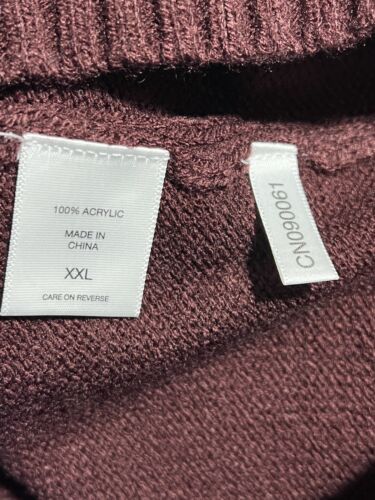 100% ACRYLIC
MADE IN
CHINA
XXL
CARE ON REVERSE
CN090061